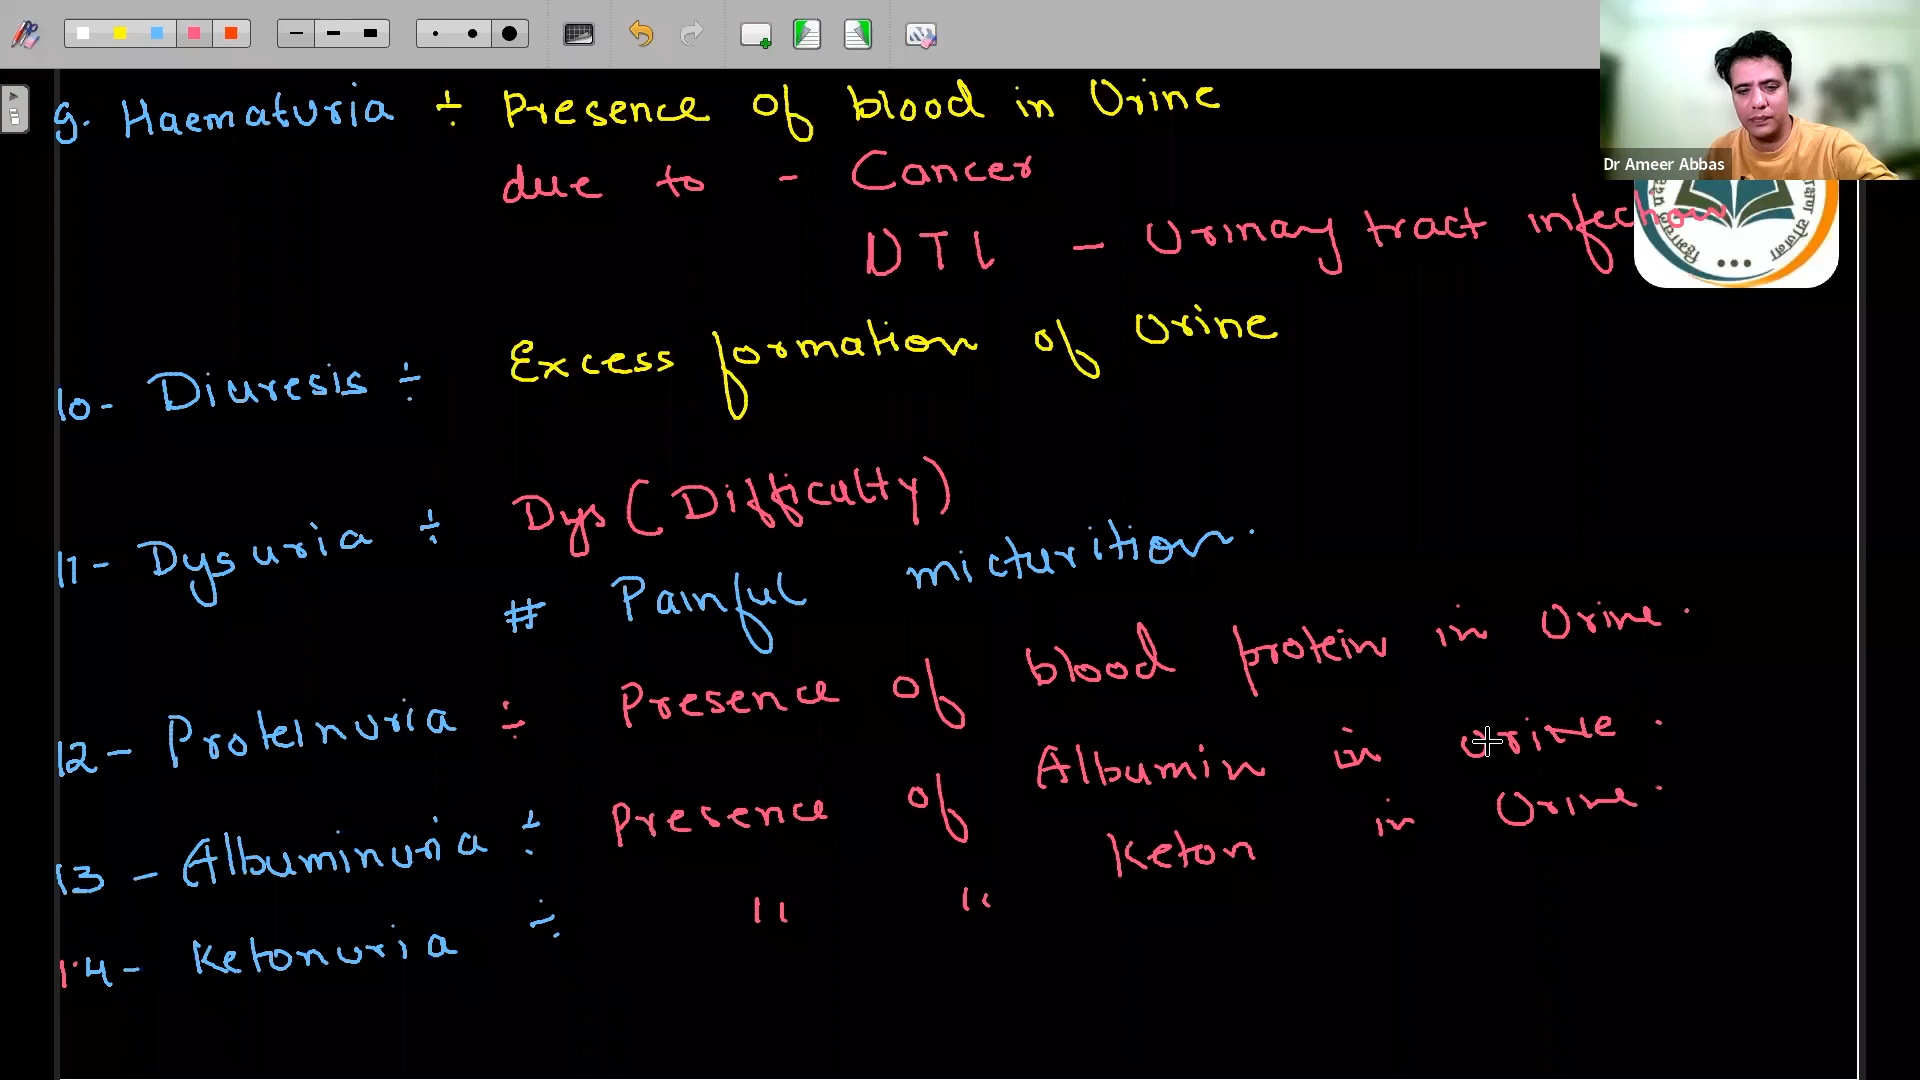 9. Haematuria ÷ Presence of blood in Urine
due to - Cancer
UTI - Urinary tract infection
10- Diuresis ÷ Excess formation of Urine
11- Dysuria ÷ Dys (Difficulty)
# Painful micturition.
12- Proteinuria ÷ Presence of blood protein in Urine.
13 - Albuminuria ÷ Presence of Albumin in Urine.
14- Ketonuria ÷ " " Keton in Urine.
Dr Ameer Abbas